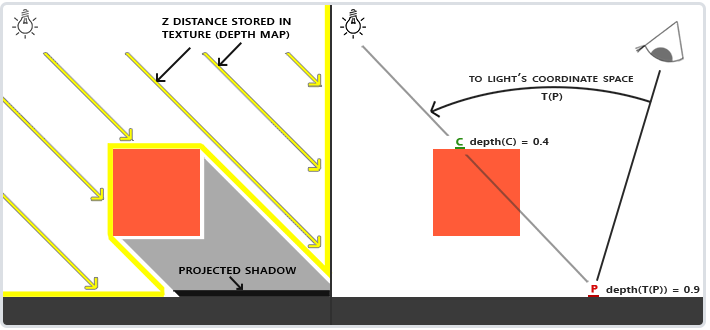 Z DISTANCE STORED IN
TEXTURE (DEPTH MAP)
PROJECTED SHADOW
TO LIGHT'S COORDINATE SPACE
T(P)
C depth(C) = 0.4
P depth(T(P)) = 0.9